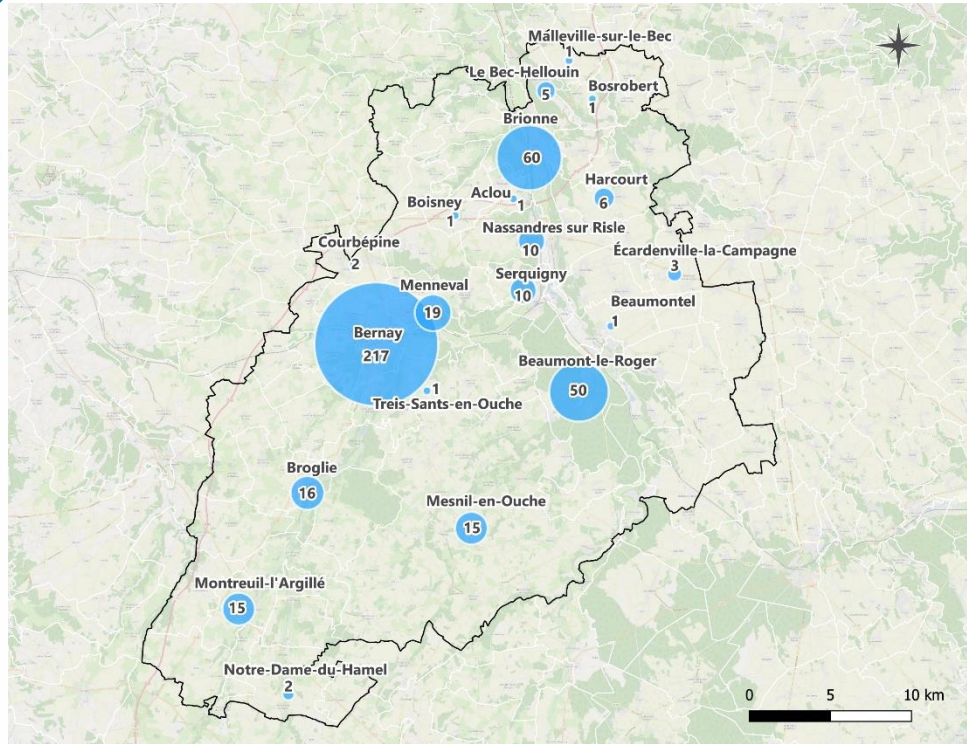 Malleville-sur-le-Bec
1
Le Bec-Hellouin
5
Bosrobert
1
Brionne
60
Harcourt
6
Aclou
1
Boisney
1
Nassandres sur Risle
10
Courbépine
2
Écardenville-la-Campagne
3
Serquigny
10
Menneval
19
Beaumontel
1
Bernay
217
Beaumont-le-Roger
50
1
Treis-Sants-en-Ouche
Broglie
16
Mesnil-en-Ouche
15
Montreuil-l'Argillé
15
Notre-Dame-du-Hamel
2
0 5 10 km